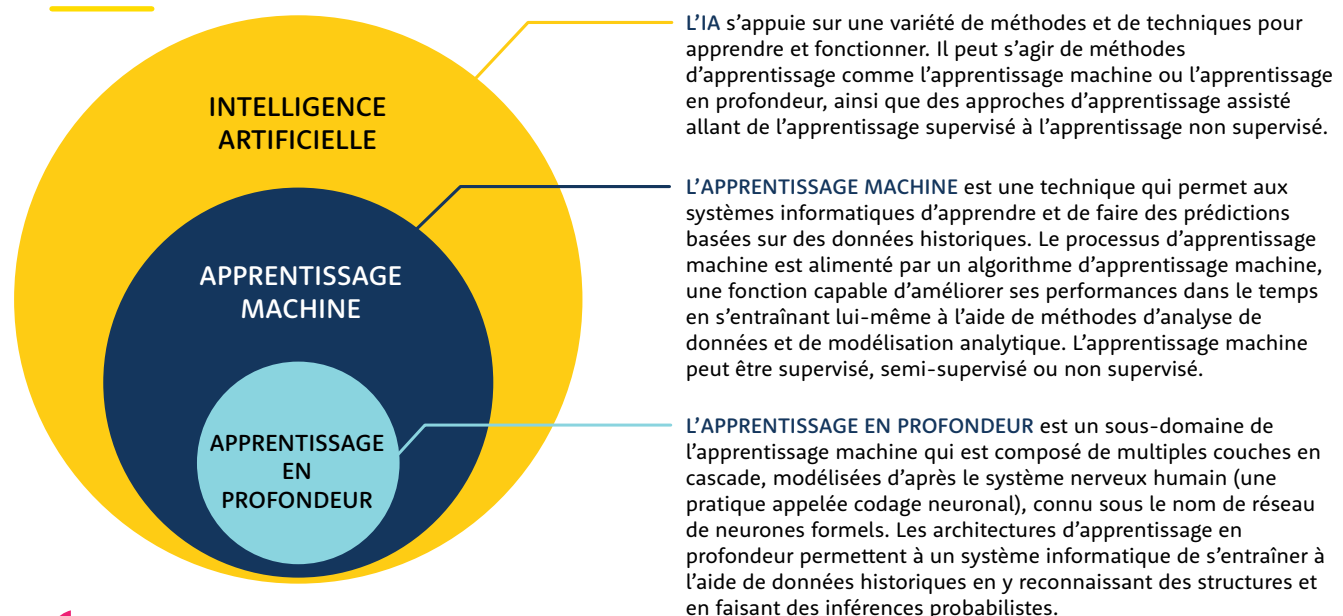 INTELLIGENCE
ARTIFICIELLE
APPRENTISSAGE
MACHINE
APPRENTISSAGE
EN
PROFONDEUR
L’IA s’appuie sur une variété de méthodes et de techniques pour
apprendre et fonctionner. Il peut s’agir de méthodes
d’apprentissage comme l’apprentissage machine ou l’apprentissage
en profondeur, ainsi que des approches d’apprentissage assisté
allant de l’apprentissage supervisé à l’apprentissage non supervisé.
L’APPRENTISSAGE MACHINE est une technique qui permet aux
systèmes informatiques d’apprendre et de faire des prédictions
basées sur des données historiques. Le processus d’apprentissage
machine est alimenté par un algorithme d’apprentissage machine,
une fonction capable d’améliorer ses performances dans le temps
en s’entraînant lui-même à l’aide de méthodes d’analyse de
données et de modélisation analytique. L’apprentissage machine
peut être supervisé, semi-supervisé ou non supervisé.
L’APPRENTISSAGE EN PROFONDEUR est un sous-domaine de
l’apprentissage machine qui est composé de multiples couches en
cascade, modélisées d’après le système nerveux humain (une
pratique appelée codage neuronal), connu sous le nom de réseau
de neurones formels. Les architectures d’apprentissage en
profondeur permettent à un système informatique de s’entraîner à
l’aide de données historiques en y reconnaissant des structures et
en faisant des inférences probabilistes.